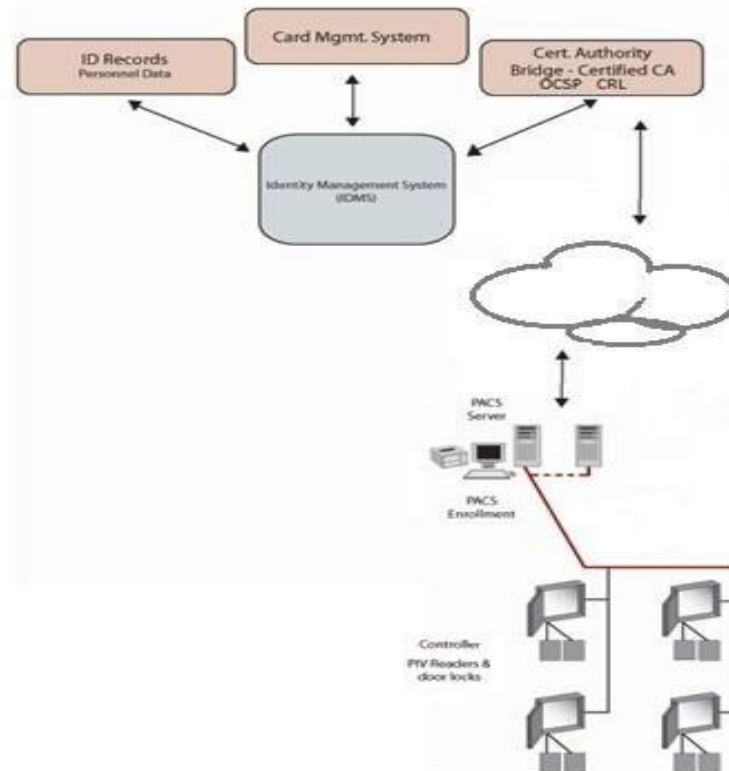 Card Mgmt. System
ID Records
Personnel Data
Cert. Authority
Bridge - Certified CA
OCSP CRL
Identity Management System
(IDMS)
PACS
Server
PACS
Enrollment
Controller
PIV Readers &
door locks